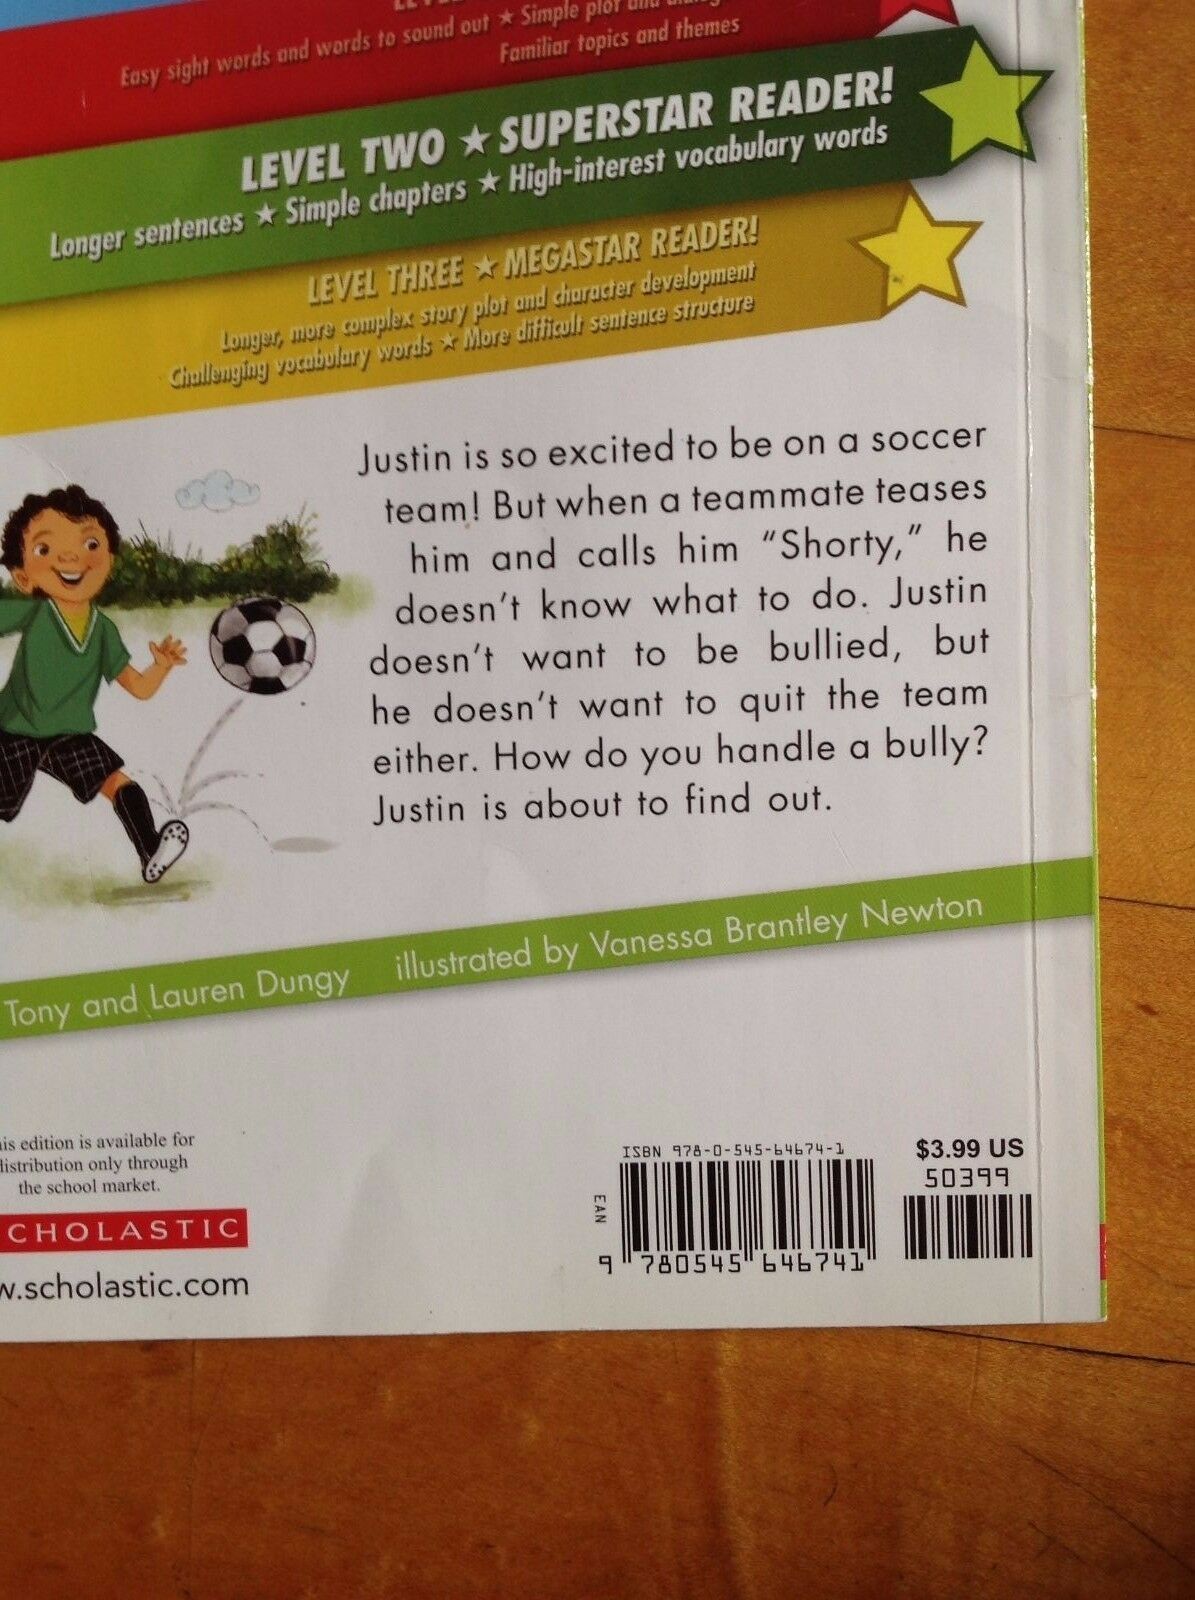 Easy sight words and words to sound out ★ Simple plot and
Familiar topics and themes
LEVEL TWO ★ SUPERSTAR READER!
Longer sentences ★ Simple chapters ★ High-interest vocabulary words
LEVEL THREE ★ MEGASTAR READER!
Longer, more complex story plot and character development
Challenging vocabulary words ★ More difficult sentence structure
Justin is so excited to be on a soccer
team! But when a teammate teases
him and calls him "Shorty," he
doesn't know what to do. Justin
doesn't want to be bullied, but
he doesn't want to quit the team
either. How do you handle a bully?
Justin is about to find out.
Tony and Lauren Dungy illustrated by Vanessa Brantley Newton
is edition is available for
istribution only through
the school market.
CHOLASTIC
w.scholastic.com
ISBN 978-0-545-64674-1
EAN
9 780545 646741
$3.99 US
50399